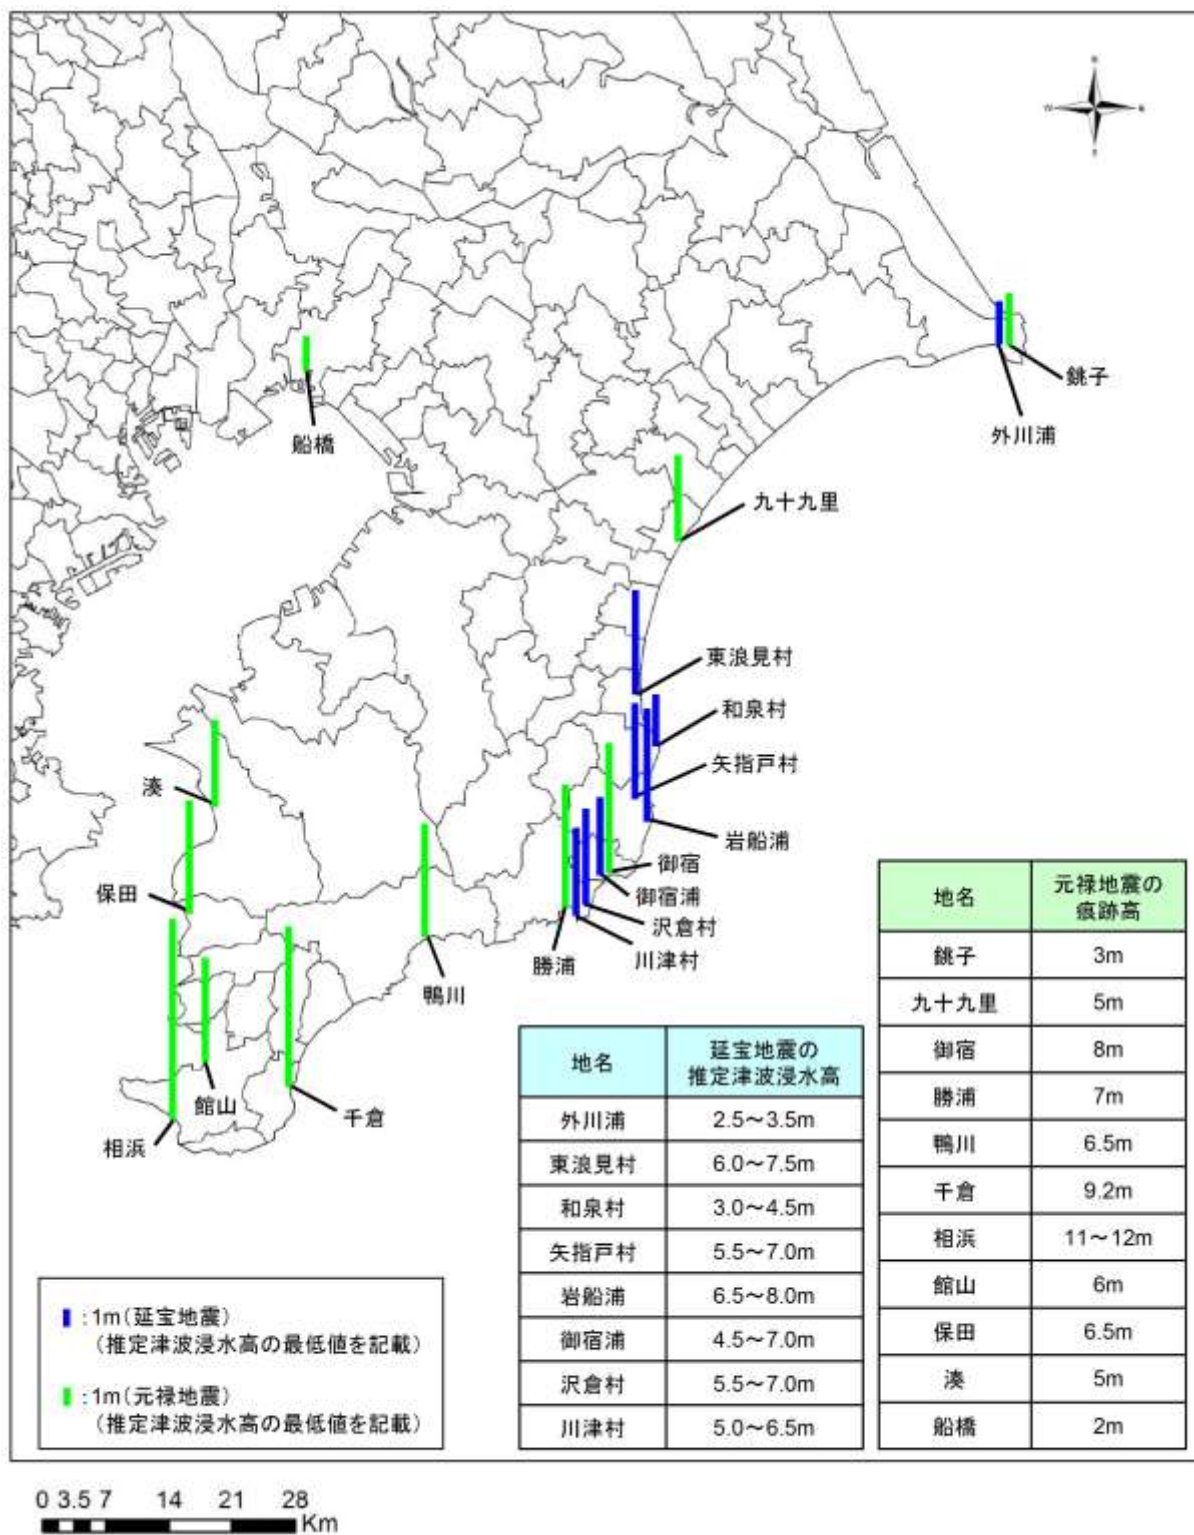 N
W
E
S
銚子
外川浦
船橋
九十九里
東浪見村
和泉村
矢指戸村
湊
岩船浦
御宿
御宿浦
保田
沢倉村
川津村
勝浦
鴨川
館山
千倉
相浜
地名 延宝地震の
推定津波浸水高
外川浦 2.5～3.5m
東浪見村 6.0～7.5m
和泉村 3.0～4.5m
矢指戸村 5.5～7.0m
岩船浦 6.5～8.0m
御宿浦 4.5～7.0m
沢倉村 5.5～7.0m
川津村 5.0～6.5m
地名 元禄地震の
痕跡高
銚子 3m
九十九里 5m
御宿 8m
勝浦 7m
鴨川 6.5m
千倉 9.2m
相浜 11～12m
館山 6m
保田 6.5m
湊 5m
船橋 2m
：1m（延宝地震）
（推定津波浸水高の最低値を記載）
：1m（元禄地震）
（推定津波浸水高の最低値を記載）
0 3.5 7 14 21 28
Km